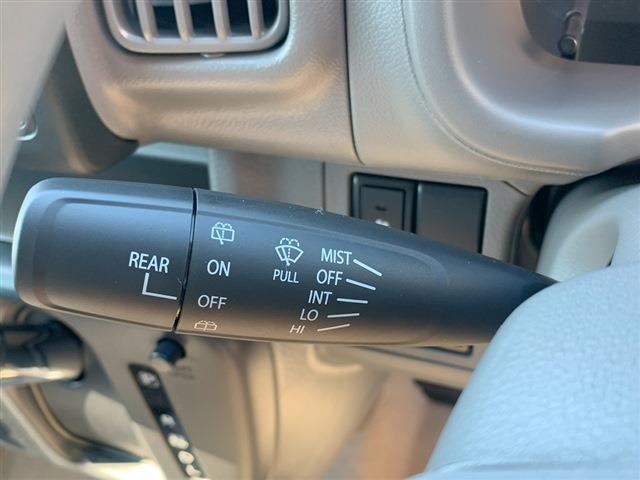 REAR
ON
OFF
PULL
MIST
OFF
INT
LO
HI